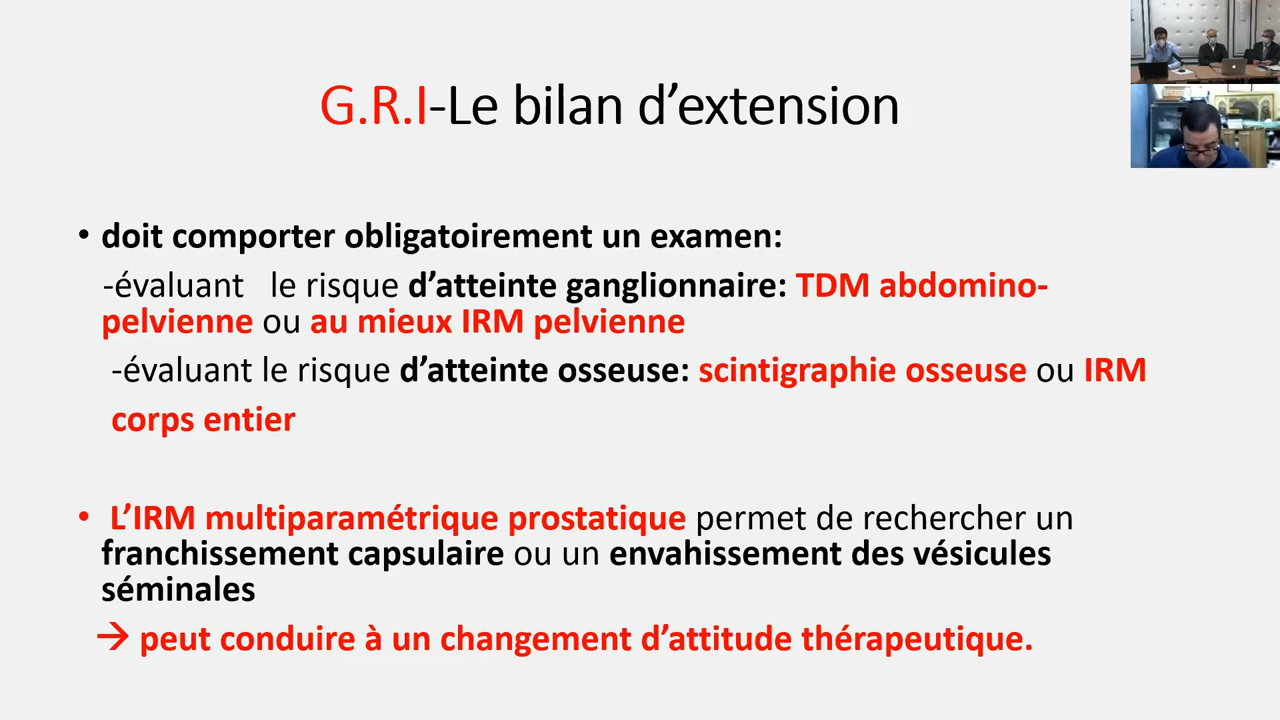 G.R.I-Le bilan d’extension
• doit comporter obligatoirement un examen:
-évaluant le risque d’atteinte ganglionnaire: TDM abdomino-
pelvienne ou au mieux IRM pelvienne
-évaluant le risque d’atteinte osseuse: scintigraphie osseuse ou IRM
corps entier
• L’IRM multiparamétrique prostatique permet de rechercher un
franchissement capsulaire ou un envahissement des vésicules
séminales
→ peut conduire à un changement d’attitude thérapeutique.